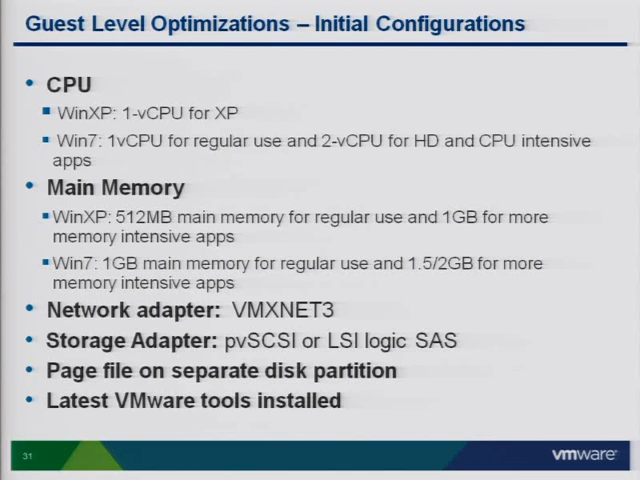 Guest Level Optimizations – Initial Configurations
• CPU
▪ WinXP: 1-vCPU for XP
▪ Win7: 1vCPU for regular use and 2-vCPU for HD and CPU intensive
apps
• Main Memory
▪ WinXP: 512MB main memory for regular use and 1GB for more
memory intensive apps
▪ Win7: 1GB main memory for regular use and 1.5/2GB for more
memory intensive apps
• Network adapter: VMXNET3
• Storage Adapter: pvSCSI or LSI logic SAS
• Page file on separate disk partition
• Latest VMware tools installed
31
vmware